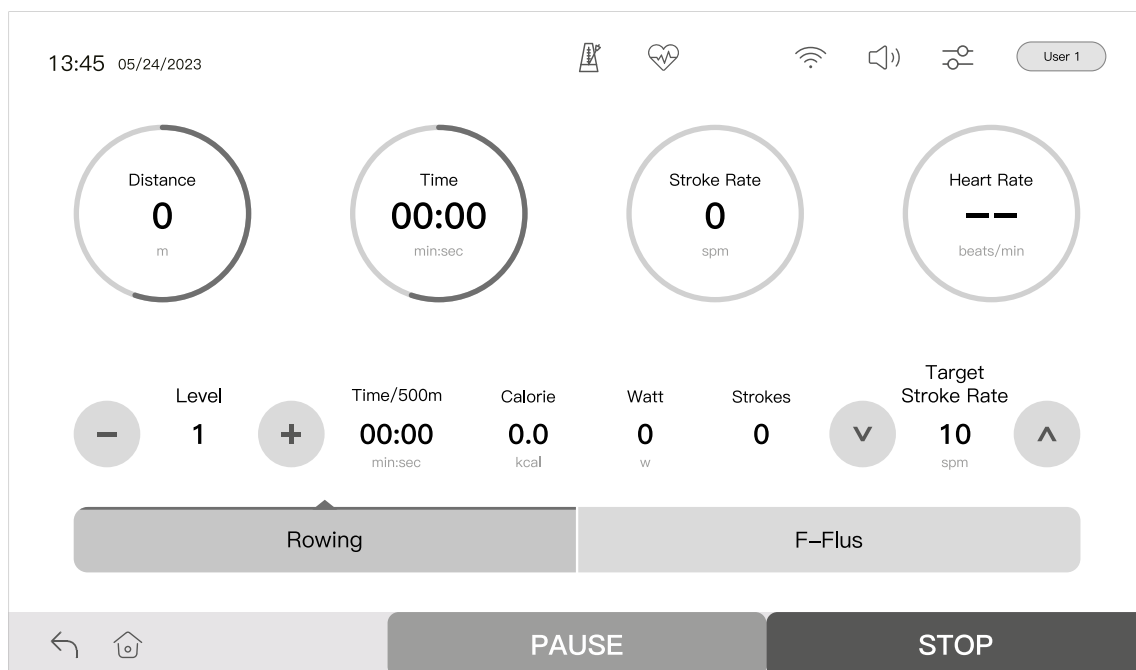 13:45 05/24/2023
User 1
Distance
0
m
Time
00:00
min:sec
Stroke Rate
0
spm
Heart Rate
--
beats/min
Level
1
Time/500m
00:00
min:sec
Calorie
0.0
kcal
Watt
0
w
Strokes
0
Target
Stroke Rate
10
spm
Rowing
F-Flus
PAUSE
STOP